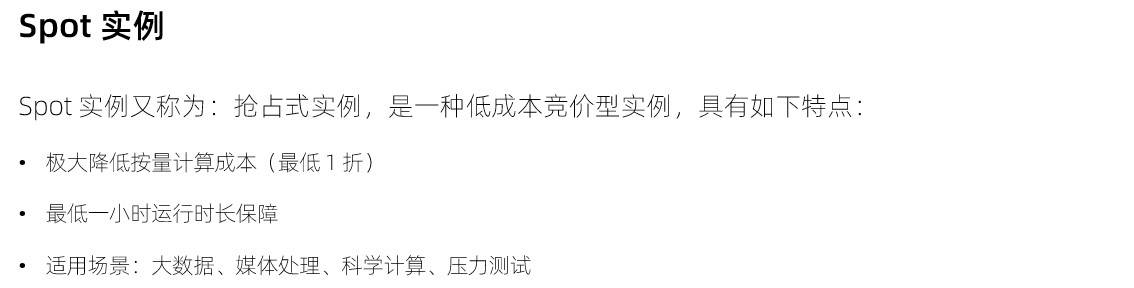 Spot 实例
Spot 实例又称为：抢占式实例，是一种低成本竞价型实例，具有如下特点：
• 极大降低按量计算成本（最低 1 折）
• 最低一小时运行时长保障
• 适用场景：大数据、媒体处理、科学计算、压力测试